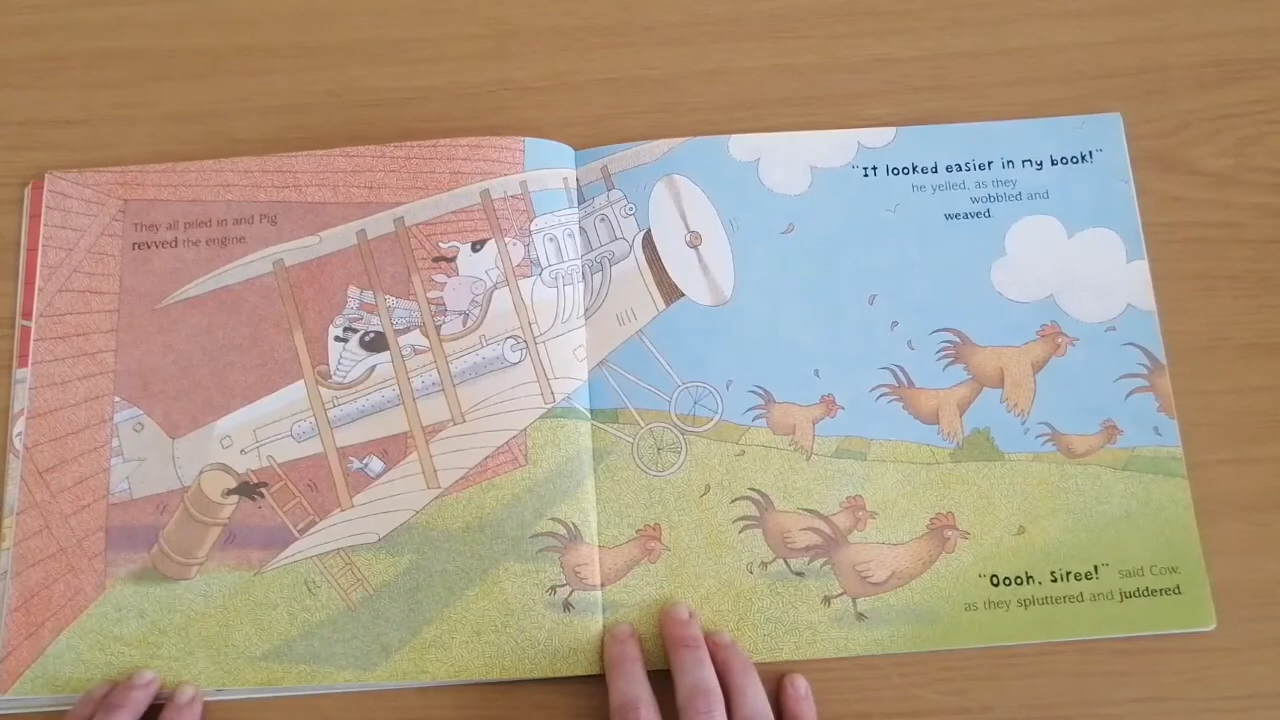 They all piled in and Pig
revved the engine.
"It looked easier in my book!"
he yelled, as they
wobbled and
weaved.
"Oooh, Siree!" said Cow,
as they spluttered and juddered